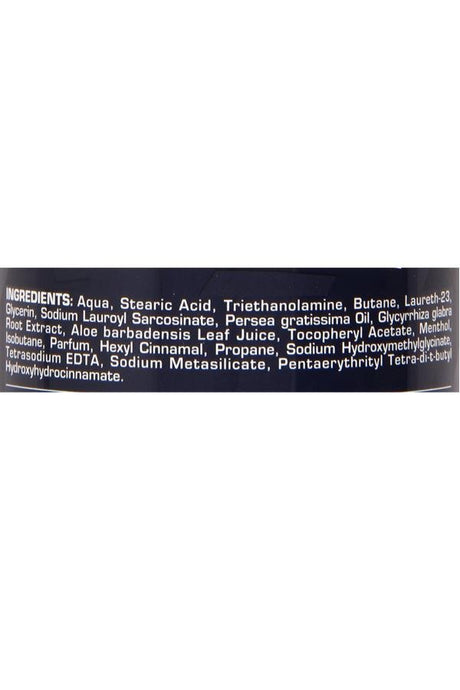 INGREDIENTS: Aqua, Stearic Acid, Triethanolamine, Butane, Laureth-23,
Glycerin, Sodium Lauroyl Sarcosinate, Persea gratissima Oil, Glycyrrhiza glabra
Root Extract, Aloe barbadensis Leaf Juice, Tocopheryl Acetate, Menthol,
Isobutane, Parfum, Hexyl Cinnamal, Propane, Sodium Hydroxymethylglycinate,
Tetrasodium EDTA, Sodium Metasilicate, Pentaerythrityl Tetra-di-t-butyl
Hydroxyhydrocinnamate.